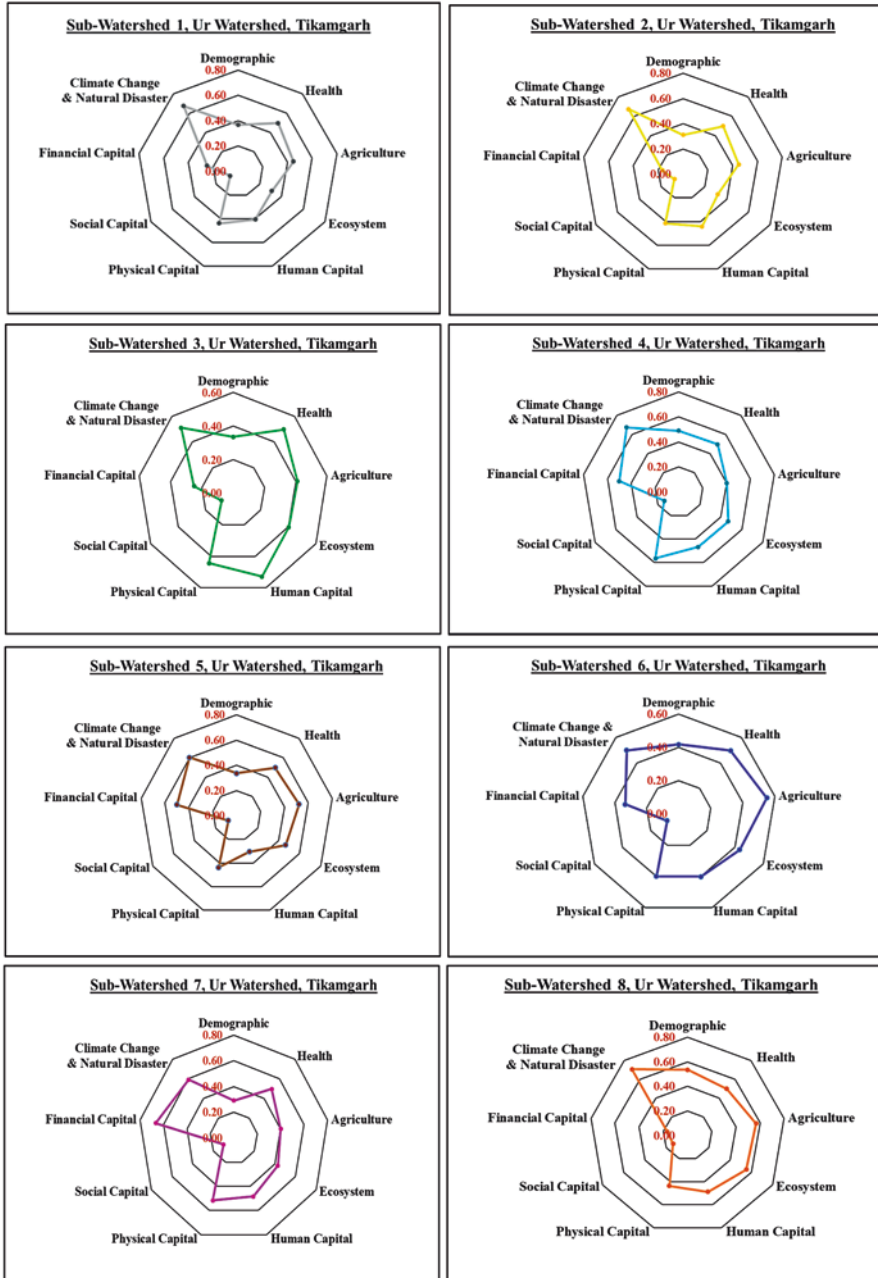 Sub-Watershed 1, Ur Watershed, Tikamgarh
Demographic
0.80
Climate Change
& Natural Disaster
Health
0.60
0.40
Financial Capital
Agriculture
0.20
0.00
Social Capital
Ecosystem
Physical Capital
Human Capital
Sub-Watershed 2, Ur Watershed, Tikamgarh
Demographic
0.80
Climate Change
& Natural Disaster
Health
0.60
0.40
Financial Capital
Agriculture
0.20
0.00
Social Capital
Ecosystem
Physical Capital
Human Capital
Sub-Watershed 3, Ur Watershed, Tikamgarh
Demographic
0.60
Climate Change
& Natural Disaster
Health
0.40
Financial Capital
Agriculture
0.20
0.00
Social Capital
Ecosystem
Physical Capital
Human Capital
Sub-Watershed 4, Ur Watershed, Tikamgarh
Demographic
0.80
Climate Change
& Natural Disaster
Health
0.60
0.40
Financial Capital
Agriculture
0.20
0.00
Social Capital
Ecosystem
Physical Capital
Human Capital
Sub-Watershed 5, Ur Watershed, Tikamgarh
Demographic
0.80
Climate Change
& Natural Disaster
Health
0.60
0.40
Financial Capital
Agriculture
0.20
0.00
Social Capital
Ecosystem
Physical Capital
Human Capital
Sub-Watershed 6, Ur Watershed, Tikamgarh
Demographic
0.60
Climate Change &
Natural Disaster
Health
0.40
Financial Capital
Agriculture
0.20
0.00
Social Capital
Ecosystem
Physical Capital
Human Capital
Sub-Watershed 7, Ur Watershed, Tikamgarh
Demographic
0.80
Climate Change
& Natural Disaster
Health
0.60
0.40
Financial Capital
Agriculture
0.20
0.00
Social Capital
Ecosystem
Physical Capital
Human Capital
Sub-Watershed 8, Ur Watershed, Tikamgarh
Demographic
0.80
Climate Change
& Natural Disaster
Health
0.60
0.40
Financial Capital
Agriculture
0.20
0.00
Social Capital
Ecosystem
Physical Capital
Human Capital